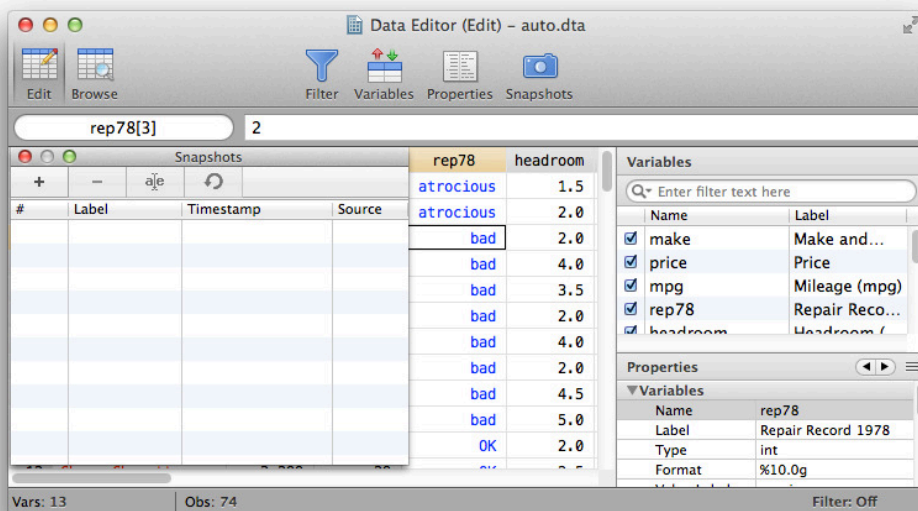 Data Editor (Edit) – auto.dta
Edit Browse Filter Variables Properties Snapshots
rep78[3] 2
Snapshots
# Label Timestamp Source
rep78 headroom
atrocious 1.5
atrocious 2.0
bad 2.0
bad 4.0
bad 3.5
bad 2.0
bad 4.0
bad 2.0
bad 4.5
bad 5.0
OK 2.0
Variables
Enter filter text here
Name Label
make Make and...
price Price
mpg Mileage (mpg)
rep78 Repair Reco...
headroom Headroom (
Properties
Variables
Name rep78
Label Repair Record 1978
Type int
Format %10.0g
Vars: 13 Obs: 74 Filter: Off